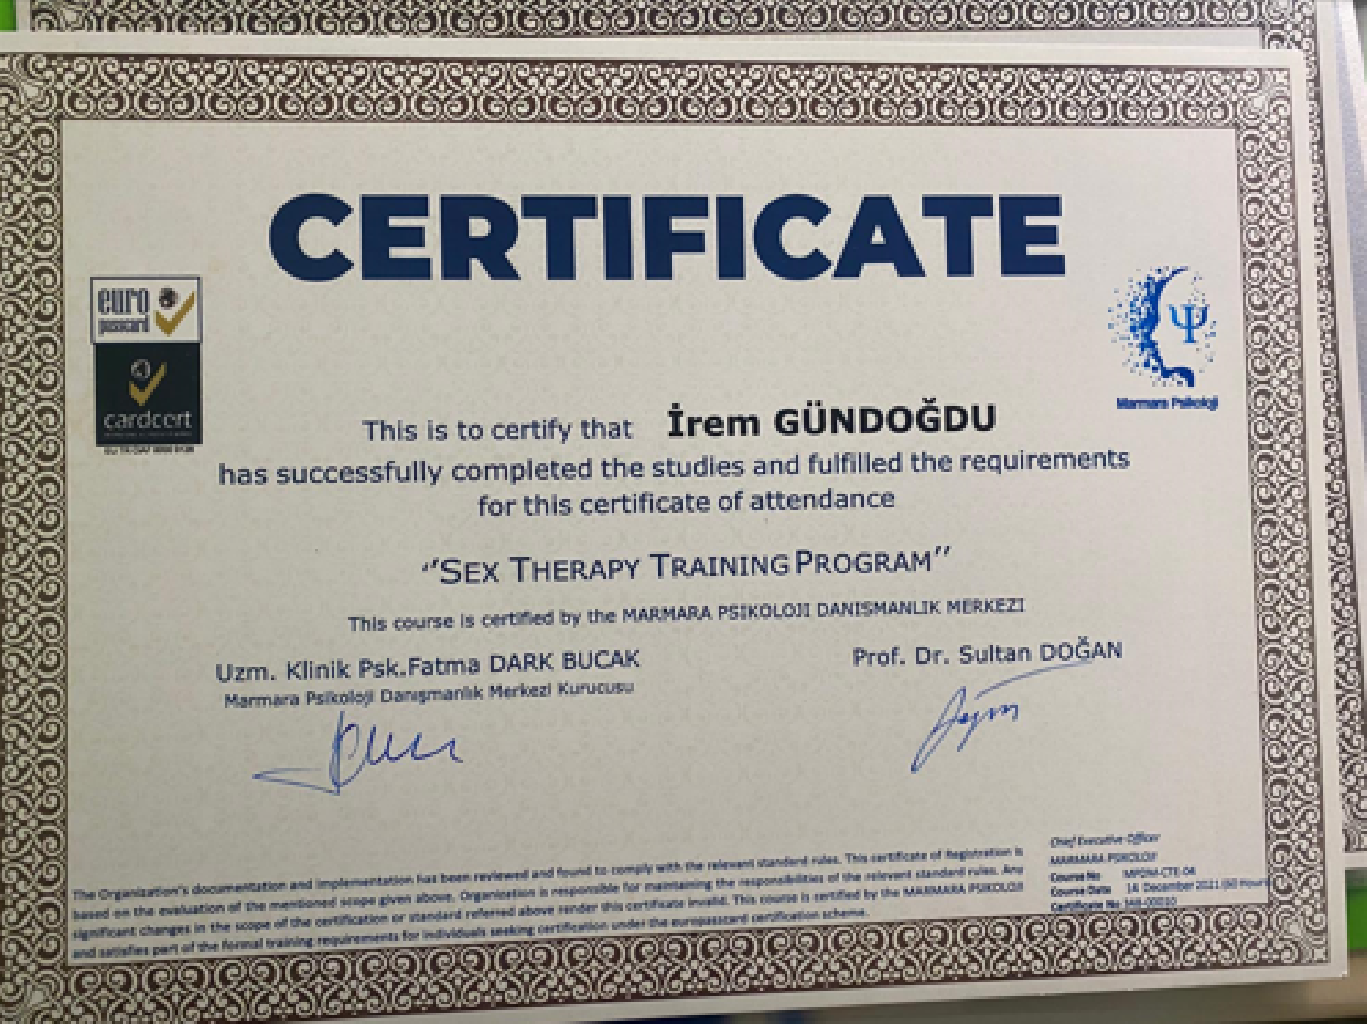 CERTIFICATE
euro
cardcert
Marmara Psikoloji
This is to certify that İrem GÜNDOĞDU
has successfully completed the studies and fulfilled the requirements
for this certificate of attendance
“SEX THERAPY TRAINING PROGRAM”
This course is certified by the MARMARA PSIKOLOJI DANISMANLIK MERKEZI
Uzm. Klinik Psk.Fatma DARK BUCAK
Marmara Psikoloji Danışmanlık Merkezi Kurucusu
Prof. Dr. Sultan DOĞAN
The Organization's documentation and implementation has been reviewed and found to comply with the relevant standard rules. This certificate of Registration is
based on the evaluation of the mentioned scope given above. Organization is responsible for maintaining the responsibilities of the relevant standard rules. Any
significant changes in the scope of the certification or standard referred above render this certificate invalid. This course is certified by the MARMARA PSIKOLOJI
and satisfies part of the formal training requirements for individuals seeking certification under the europasscard certification scheme.
Chief Executive Officer
MARMARA PSIKOLOJI
Course No
Course Date 18 December 2021 (60 Hours)
Certificate No